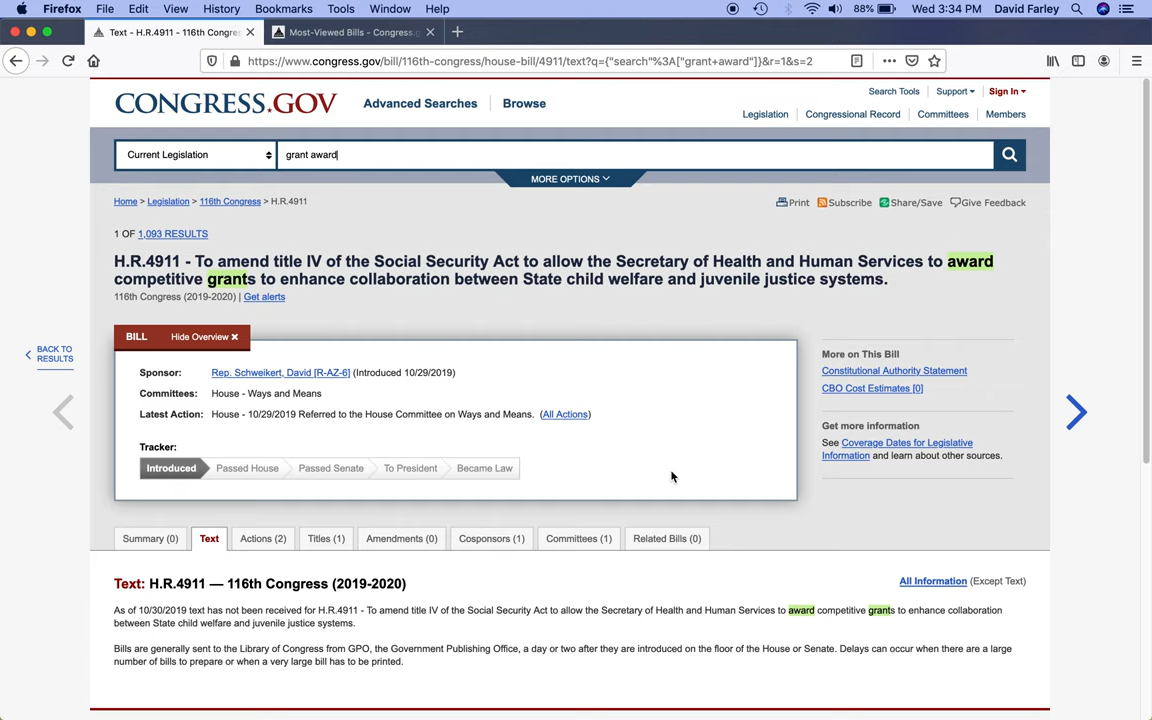 Firefox File Edit View History Bookmarks Tools Window Help 88% Wed 3:34 PM David Farley
Text - H.R.4911 - 116th Congres
Most-Viewed Bills - Congress.g
https://www.congress.gov/bill/116th-congress/house-bill/4911/text?q={"search"%3A["grant+award"]}&r=1&s=2
CONGRESS.GOV Advanced Searches Browse
Search Tools Support Sign In
Legislation Congressional Record Committees Members
Current Legislation grant award
MORE OPTIONS
Home > Legislation > 116th Congress > H.R.4911
Print Subscribe Share/Save Give Feedback
1 OF 1,093 RESULTS
H.R.4911 - To amend title IV of the Social Security Act to allow the Secretary of Health and Human Services to award
competitive grants to enhance collaboration between State child welfare and juvenile justice systems.
116th Congress (2019-2020) | Get alerts
BACK TO
RESULTS
BILL Hide Overview ×
Sponsor: Rep. Schweikert, David [R-AZ-6] (Introduced 10/29/2019)
Committees: House - Ways and Means
Latest Action: House - 10/29/2019 Referred to the House Committee on Ways and Means. (All Actions)
Tracker:
Introduced Passed House Passed Senate To President Became Law
More on This Bill
Constitutional Authority Statement
CBO Cost Estimates [0]
Get more information
See Coverage Dates for Legislative
Information and learn about other sources.
Summary (0) Text Actions (2) Titles (1) Amendments (0) Cosponsors (1) Committees (1) Related Bills (0)
Text: H.R.4911 — 116th Congress (2019-2020)
All Information (Except Text)
As of 10/30/2019 text has not been received for H.R.4911 - To amend title IV of the Social Security Act to allow the Secretary of Health and Human Services to award competitive grants to enhance collaboration
between State child welfare and juvenile justice systems.
Bills are generally sent to the Library of Congress from GPO, the Government Publishing Office, a day or two after they are introduced on the floor of the House or Senate. Delays can occur when there are a large
number of bills to prepare or when a very large bill has to be printed.